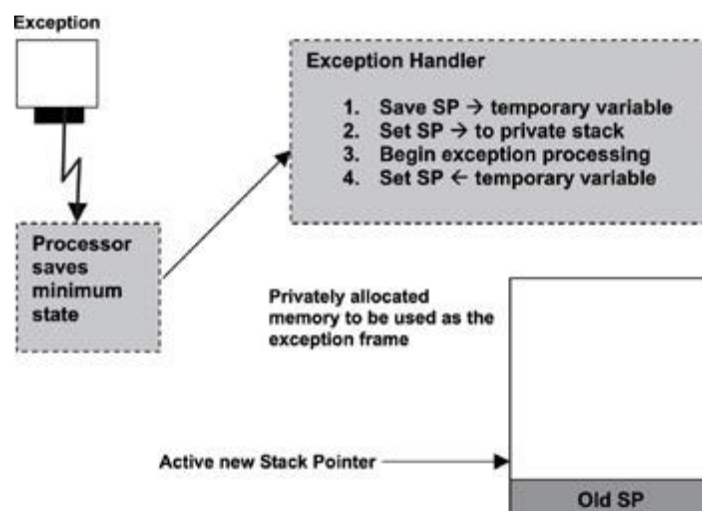 Exception
Exception Handler
1. Save SP → temporary variable
2. Set SP → to private stack
3. Begin exception processing
4. Set SP ← temporary variable
Processor
saves
minimum
state
Privately allocated
memory to be used as the
exception frame
Active new Stack Pointer
Old SP